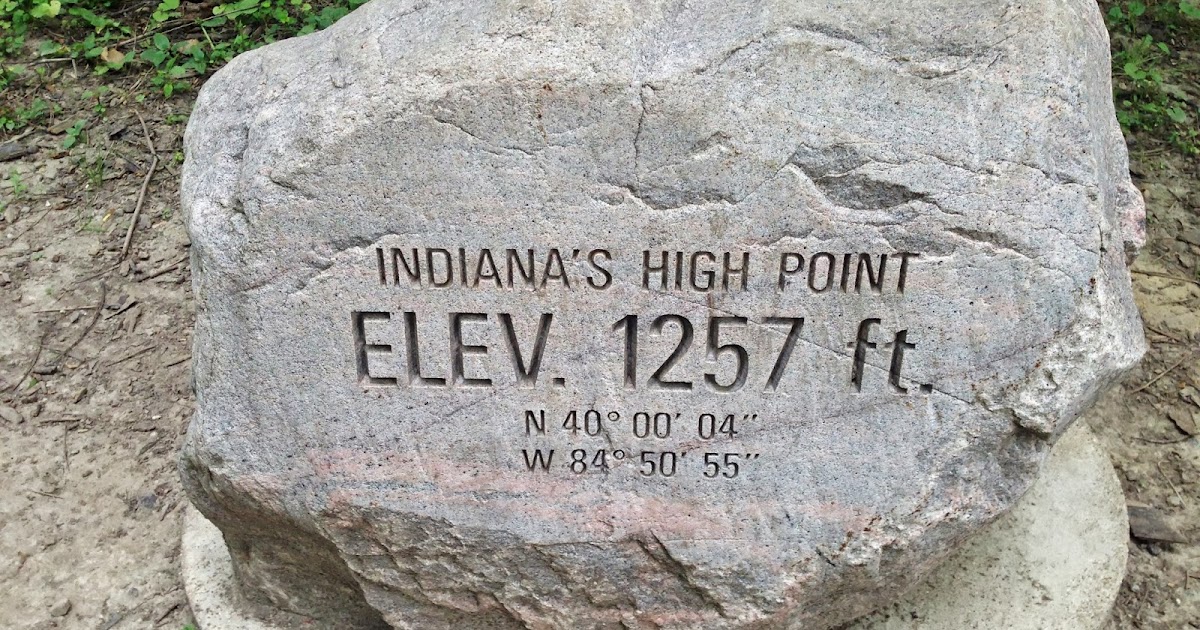 INDIANA'S HIGH POINT
ELEV. 1257 ft.
N 40° 00' 04"
W 84° 50' 55"